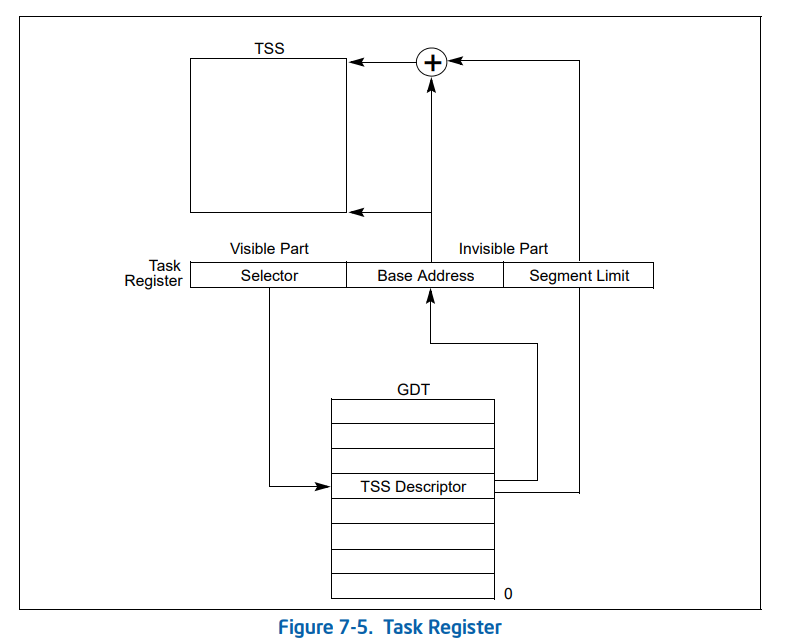 TSS
+
Visible Part
Invisible Part
Task
Register
Selector
Base Address
Segment Limit
GDT
TSS Descriptor
0
Figure 7-5. Task Register